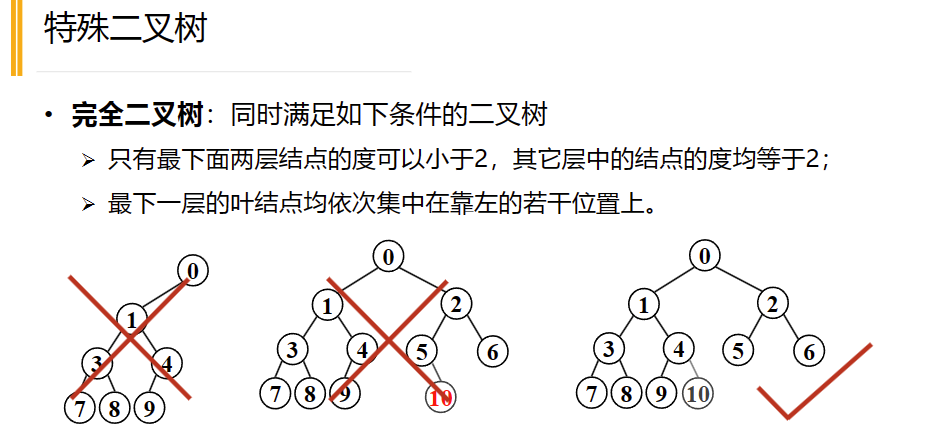 特殊二叉树
• 完全二叉树：同时满足如下条件的二叉树
➢ 只有最下面两层结点的度可以小于2，其它层中的结点的度均等于2；
➢ 最下一层的叶结点均依次集中在靠左的若干位置上。
0
1
3 4
7 8 9
0
1 2
3 4 5 6
7 8 9 10
0
1 2
3 4 5 6
7 8 9 10